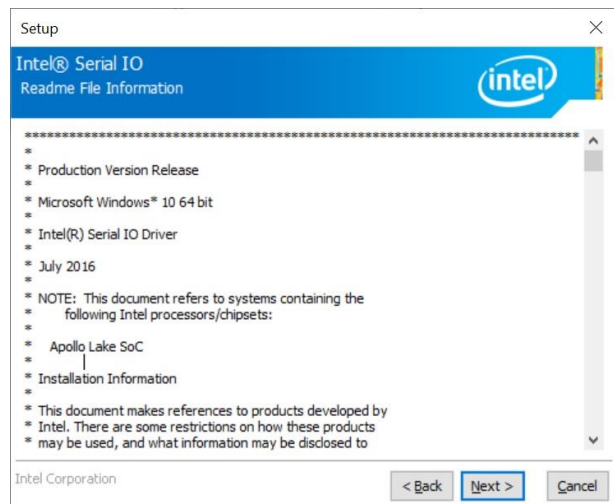 Setup
Intel® Serial IO
Readme File Information
intel
*******************************************************************************
*
* Production Version Release
*
* Microsoft Windows* 10 64 bit
*
* Intel(R) Serial IO Driver
*
* July 2016
*
* NOTE: This document refers to systems containing the
* following Intel processors/chipsets:
*
* Apollo Lake SoC
*
* Installation Information
*
* This document makes references to products developed by
* Intel. There are some restrictions on how these products
* may be used, and what information may be disclosed to
Intel Corporation
< Back Next > Cancel